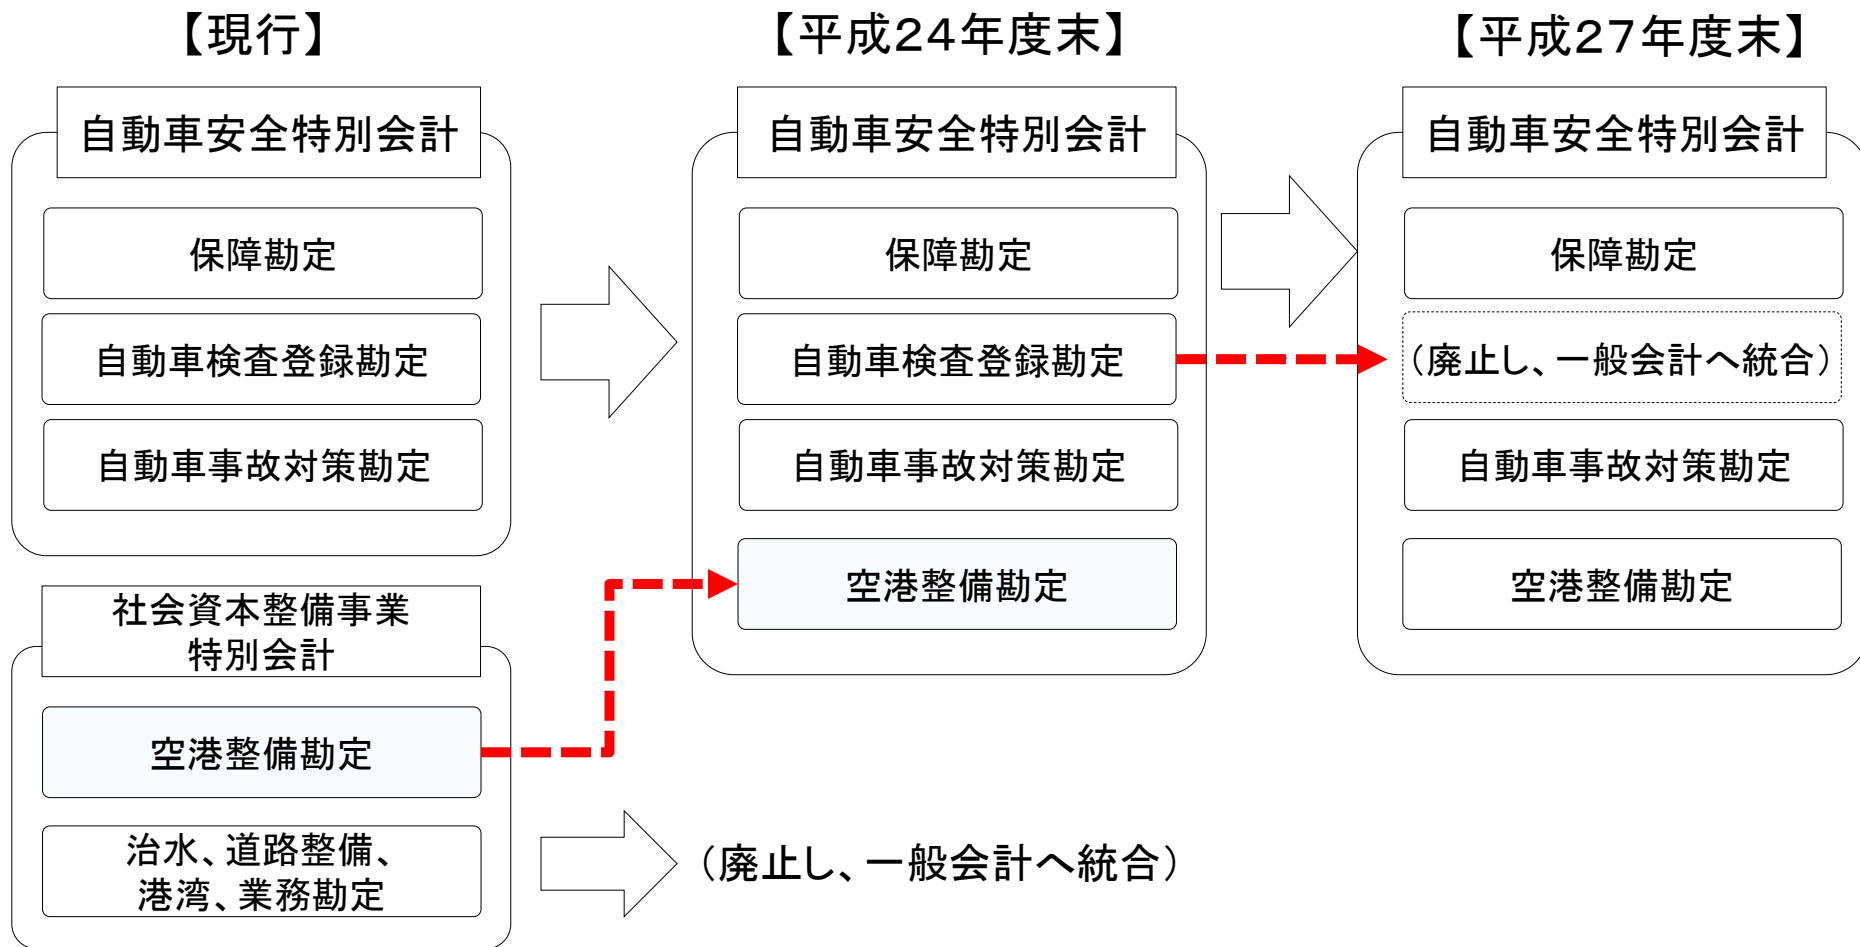 【現行】
自動車安全特別会計
保障勘定
自動車検査登録勘定
自動車事故対策勘定
社会資本整備事業
特別会計
空港整備勘定
治水、道路整備、
港湾、業務勘定
【平成24年度末】
自動車安全特別会計
保障勘定
自動車検査登録勘定
自動車事故対策勘定
空港整備勘定
（廃止し、一般会計へ統合）
【平成27年度末】
自動車安全特別会計
保障勘定
（廃止し、一般会計へ統合）
自動車事故対策勘定
空港整備勘定